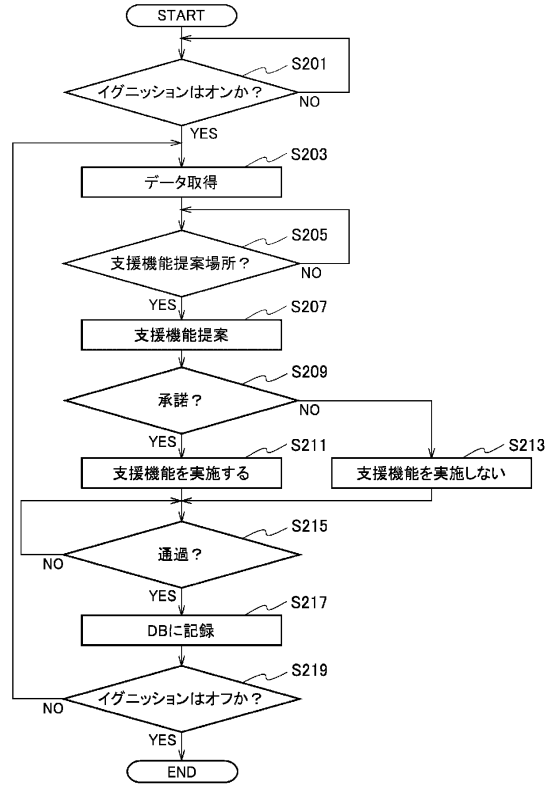 START
S201
イグニッションはオンか？
NO
YES
S203
データ取得
S205
支援機能提案場所？
NO
YES
S207
支援機能提案
S209
承諾？
NO
YES
S211
支援機能を実施する
S213
支援機能を実施しない
S215
通過？
NO
YES
S217
DBに記録
S219
イグニッションはオフか？
NO
YES
END